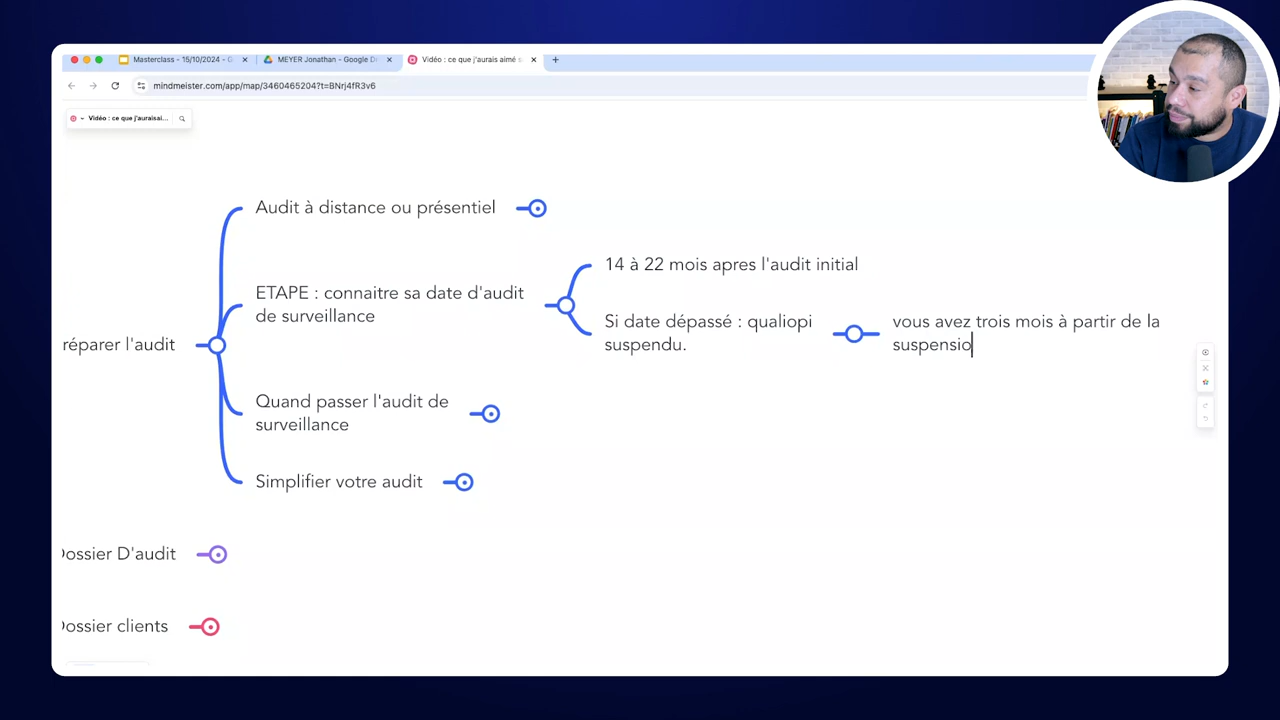 Masterclass - 15/10/2024 - G
MEYER Jonathan - Google Dr
Vidéo : ce que j'aurais aimé s
mindmeister.com/app/map/3460465204?t=BNrj4fR3v6
Vidéo : ce que j'auraisai...
Audit à distance ou présentiel
14 à 22 mois apres l'audit initial
ETAPE : connaitre sa date d'audit
de surveillance
Si date dépassé : qualiopi
suspendu.
vous avez trois mois à partir de la
suspensio
réparer l'audit
Quand passer l'audit de
surveillance
Simplifier votre audit
Dossier D'audit
Dossier clients